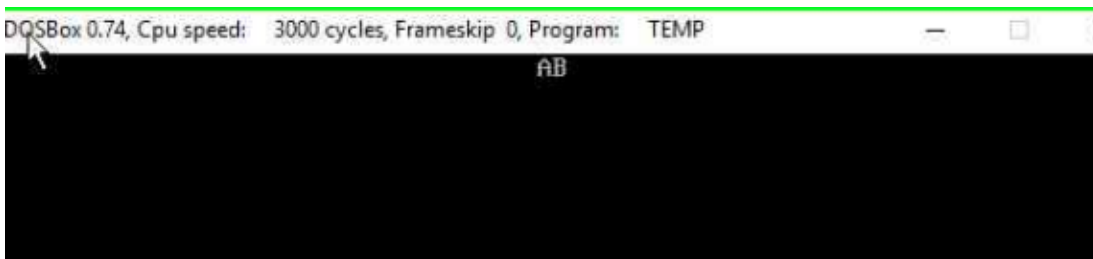 DOSBox 0.74, Cpu speed: 3000 cycles, Frameskip 0, Program: TEMP
AB